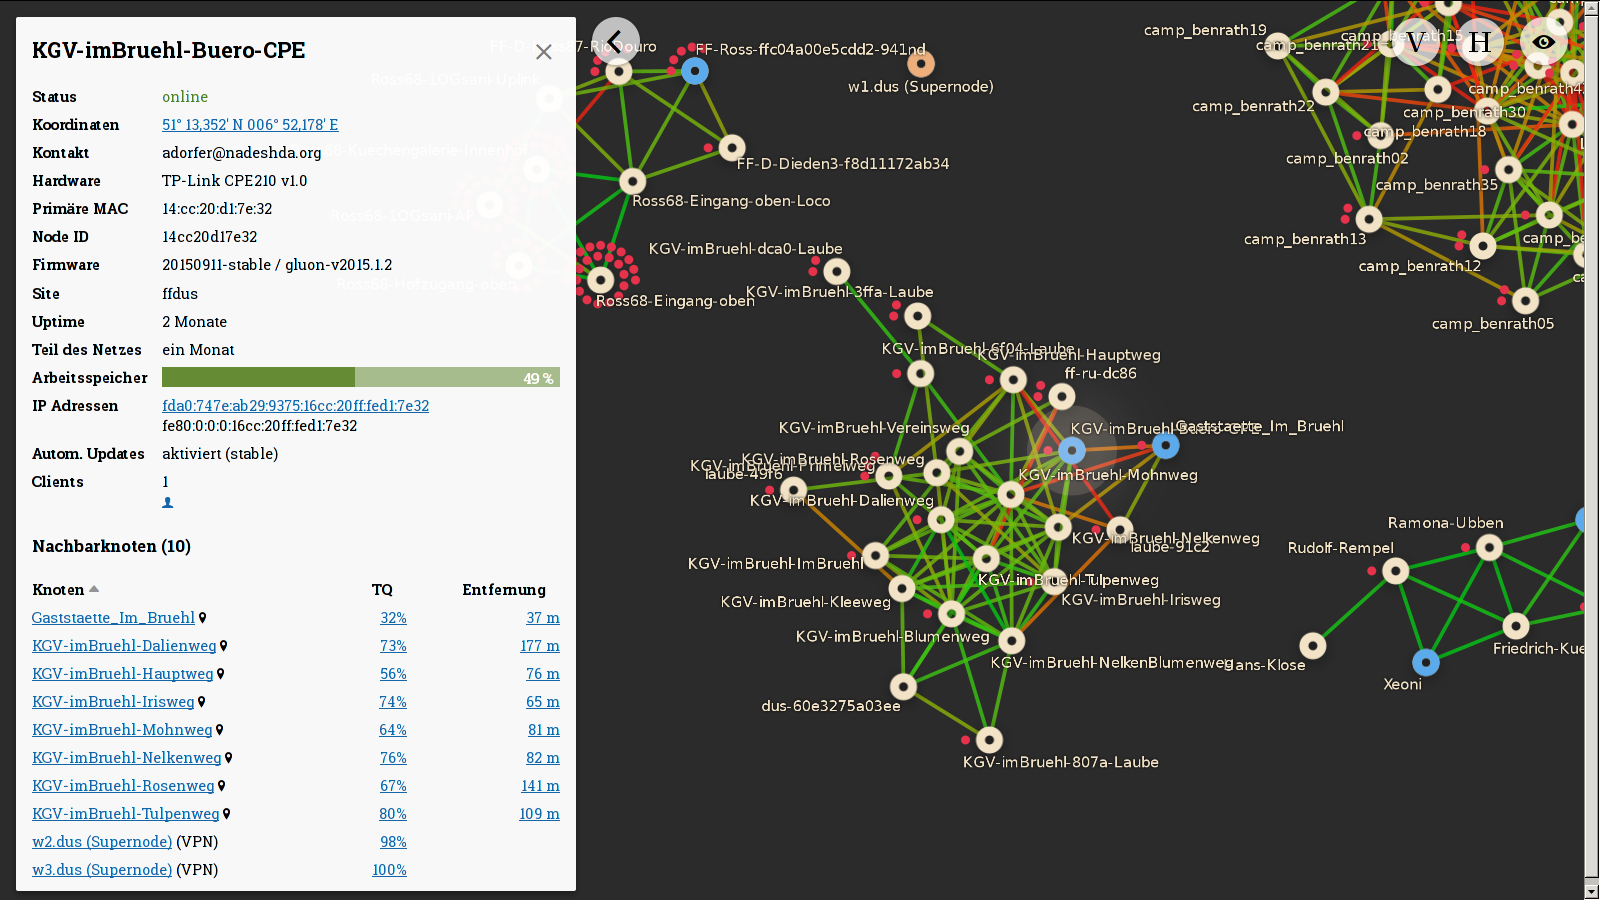 KGV-imBruehl-Buero-CPE
Status online
Koordinaten 51° 13,352' N 006° 52,178' E
Kontakt adorfer@nadeshda.org
Hardware TP-Link CPE210 v1.0
Primäre MAC 14:cc:20:d1:7e:32
Node ID 14cc20d17e32
Firmware 20150911-stable / gluon-v2015.1.2
Site ffdus
Uptime 2 Monate
Teil des Netzes ein Monat
Arbeitsspeicher 49 %
IP Adressen fda0:747e:ab29:9375:16cc:20ff:fed1:7e32
fe80:0:0:0:16cc:20ff:fed1:7e32
Autom. Updates aktiviert (stable)
Clients 1
Nachbarknoten (10)
Knoten TQ Entfernung
Gaststaette_Im_Bruehl 32% 37 m
KGV-imBruehl-Dalienweg 73% 177 m
KGV-imBruehl-Hauptweg 56% 76 m
KGV-imBruehl-Irisweg 74% 65 m
KGV-imBruehl-Mohnweg 64% 81 m
KGV-imBruehl-Nelkenweg 76% 82 m
KGV-imBruehl-Rosenweg 67% 141 m
KGV-imBruehl-Tulpenweg 80% 109 m
w2.dus (Supernode) (VPN) 98%
w3.dus (Supernode) (VPN) 100%
FF-Ross-ffc04a00e5cdd2-941nd
w1.dus (Supernode)
FF-D-Dieden3-f8d11172ab34
Ross68-Eingang-oben-Loco
Ross68-Eingang-oben
KGV-imBruehl-dca0-Laube
KGV-imBruehl-3ffa-Laube
KGV-imBruehl-6f04-Laube
KGV-imBruehl-Hauptweg
ff-ru-dc86
KGV-imBruehl-Vereinsweg
KGV-imBruehl-Buero-CPE
Gaststaette_Im_Bruehl
KGV-imBruehl-Rosenweg
KGV-imBruehl-Primelweg
laube-49f6
KGV-imBruehl-Mohnweg
KGV-imBruehl-Dalienweg
KGV-imBruehl-Nelkenweg
laube-91c2
KGV-imBruehl-ImBruehl
KGV-imBruehl-Tulpenweg
KGV-imBruehl-Kleeweg
KGV-imBruehl-Irisweg
KGV-imBruehl-Blumenweg
KGV-imBruehl-NelkenBlumenweg
dus-60e3275a03ee
KGV-imBruehl-807a-Laube
camp_benrath19
camp_benrath21
camp_benrath15
V
H
camp_benrath22
camp_benrath30
camp_benrath18
camp_benrath02
camp_benrath35
camp_benrath13
camp_benrath12
camp_benrath05
Ramona-Ubben
Rudolf-Rempel
Hans-Klose
Xeoni
Friedrich-Kue